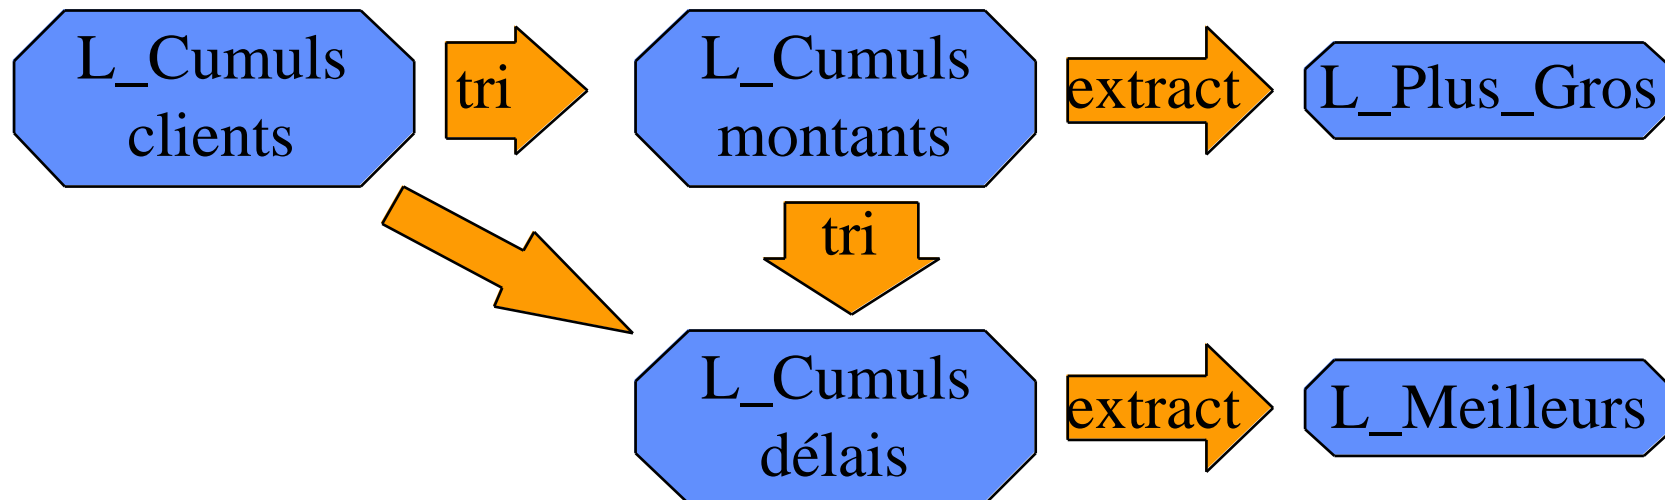 L_Cumuls
clients
tri
L_Cumuls
montants
extract
L_Plus_Gros
tri
L_Cumuls
délais
extract
L_Meilleurs